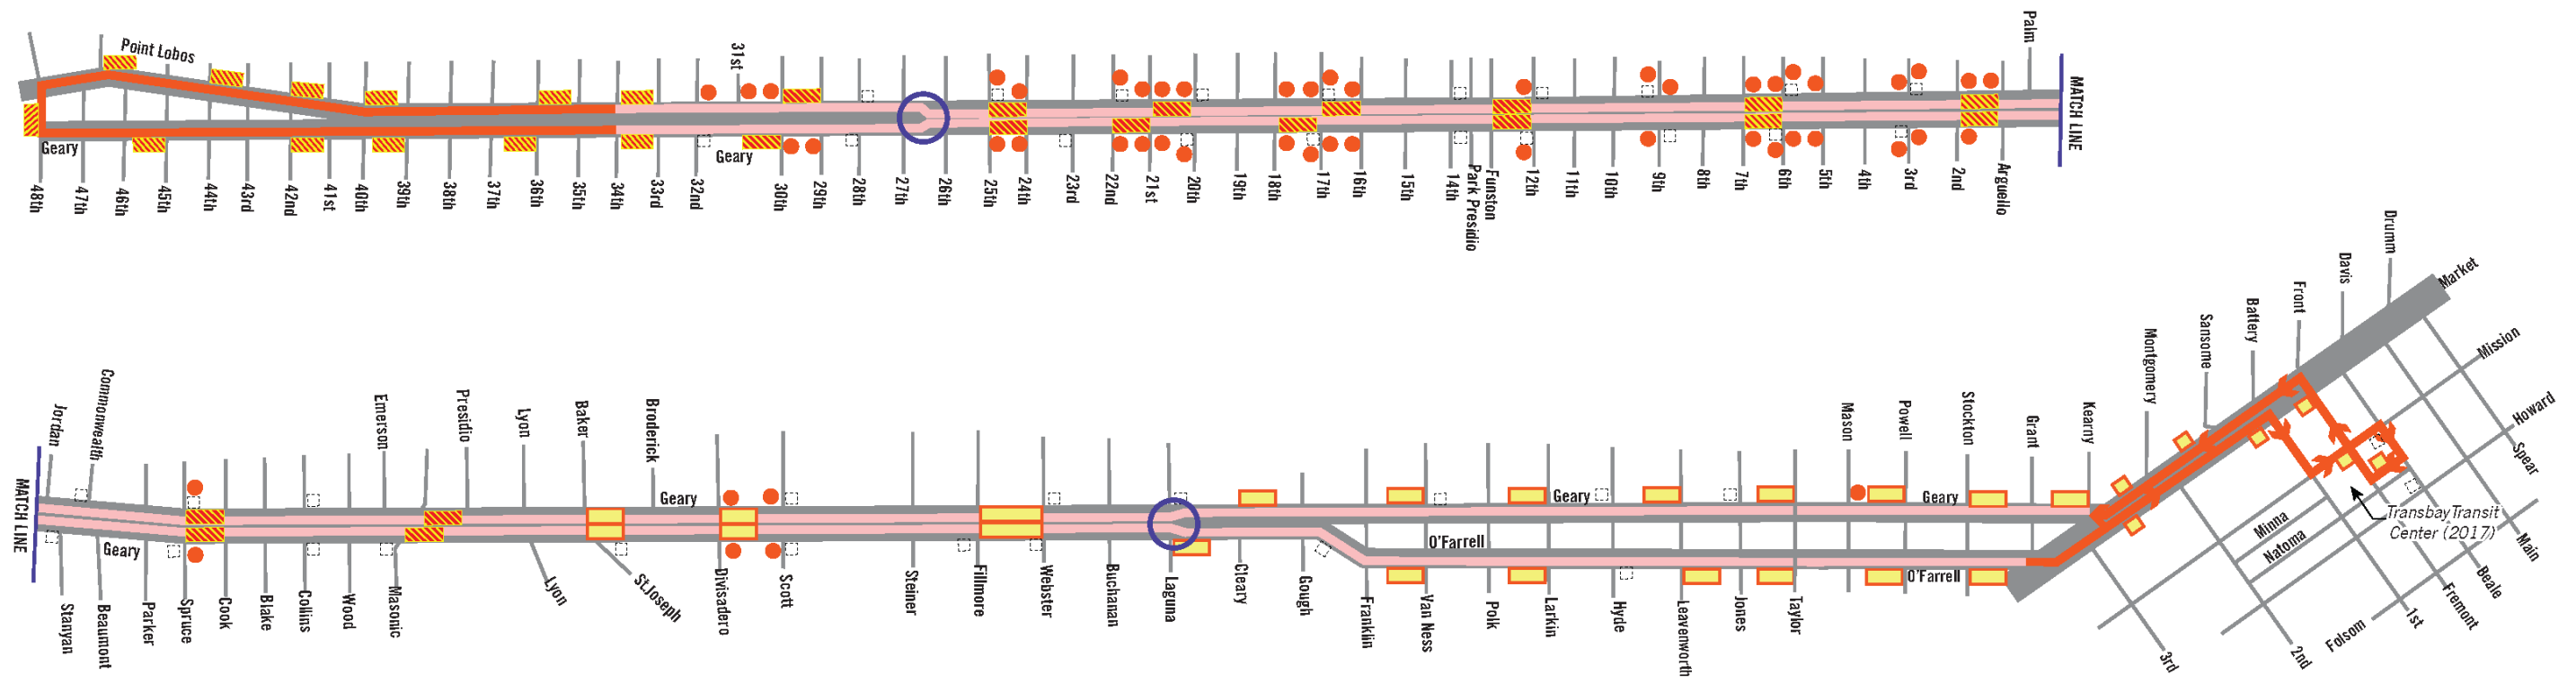 Point Lobos
31st
Palm
MATCH LINE
Geary
Geary
48th
47th
46th
45th
44th
43rd
42nd
41st
40th
39th
38th
37th
36th
35th
34th
33rd
32nd
30th
29th
28th
27th
26th
25th
24th
23rd
22nd
21st
20th
19th
18th
17th
16th
15th
14th
Park Presidio
Funston
12th
11th
10th
9th
8th
7th
6th
5th
4th
3rd
2nd
Arguello
MATCH LINE
Jordan
Commonwealth
Emerson
Presidio
Lyon
Baker
Broderick
Geary
Geary
Mason
Powell
Stockton
Geary
Grant
Kearny
Montgomery
Sansome
Battery
Front
Davis
Drumm
Market
Mission
Howard
Spear
Main
Beale
Fremont
1st
Folsom
2nd
3rd
Minna
Natoma
Transbay Transit
Center (2017)
Geary
O'Farrell
O'Farrell
Stanyan
Beaumont
Parker
Spruce
Cook
Blake
Collins
Wood
Masonic
Lyon
St.Joseph
Divisadero
Scott
Steiner
Fillmore
Webster
Buchanan
Laguna
Cleary
Gough
Franklin
Van Ness
Polk
Larkin
Hyde
Leavenworth
Jones
Taylor